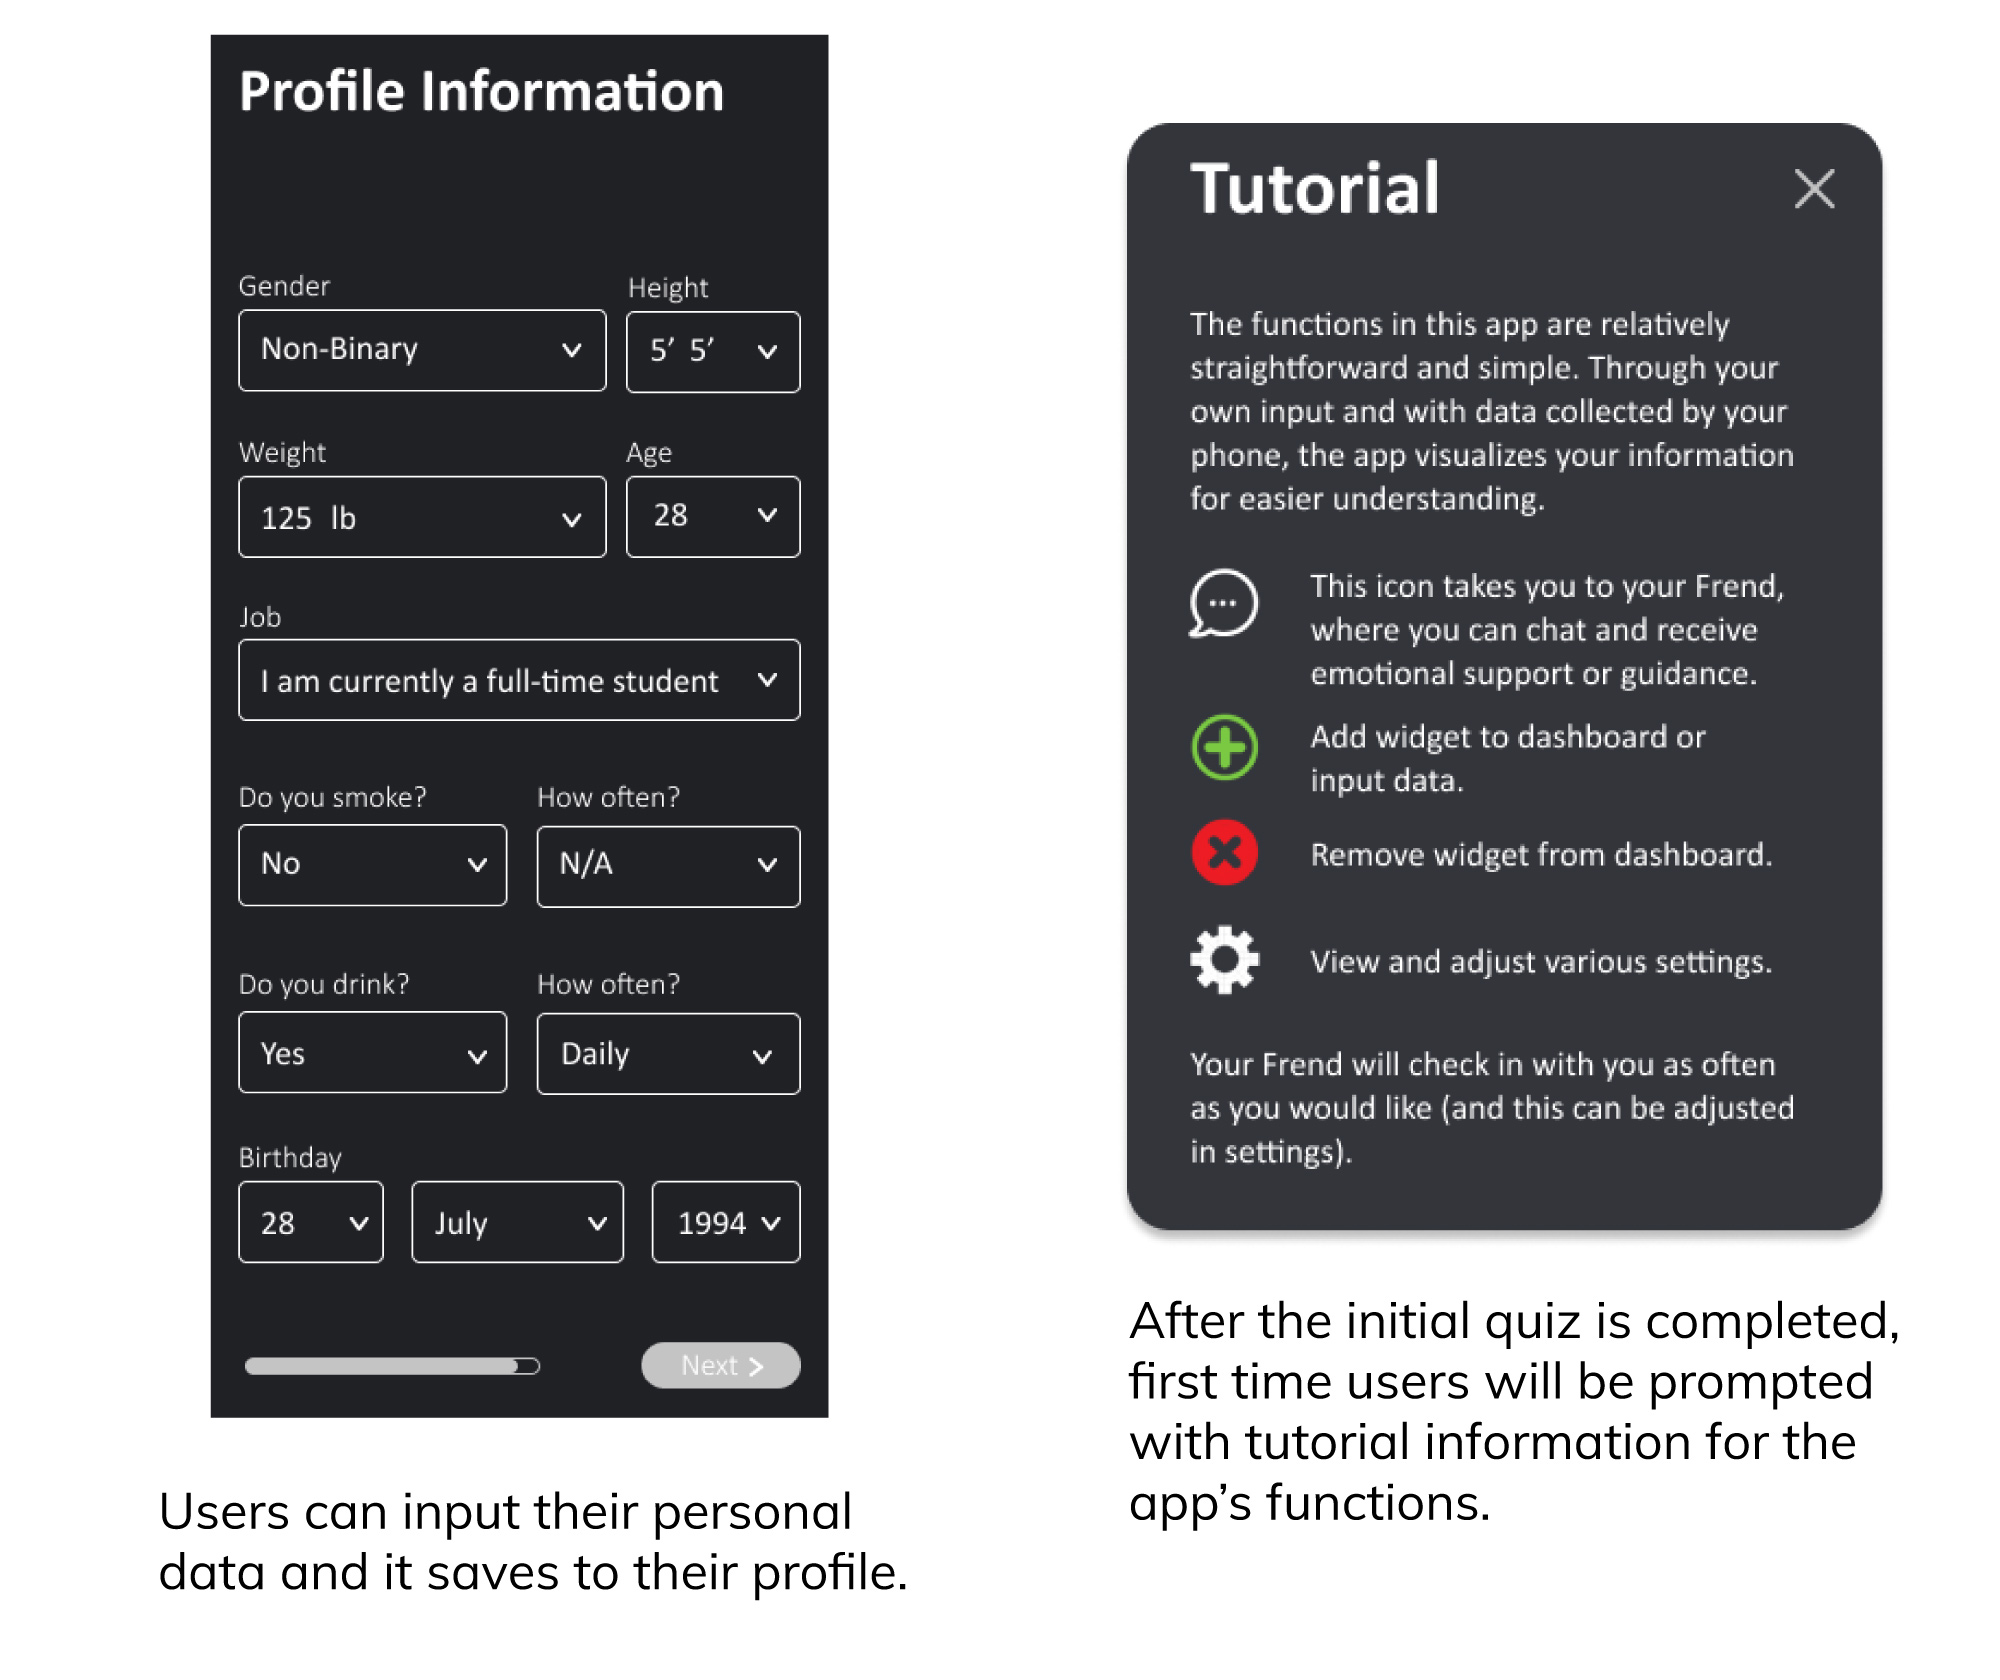 Profile Information
Gender
Height
Non-Binary
5’ 5’
Weight
Age
125 lb
28
Job
I am currently a full-time student
Do you smoke?
How often?
No
N/A
Do you drink?
How often?
Yes
Daily
Birthday
28
July
1994
Next >
Users can input their personal
data and it saves to their profile.
Tutorial
The functions in this app are relatively
straightforward and simple. Through your
own input and with data collected by your
phone, the app visualizes your information
for easier understanding.
This icon takes you to your Frend,
where you can chat and receive
emotional support or guidance.
Add widget to dashboard or
input data.
Remove widget from dashboard.
View and adjust various settings.
Your Frend will check in with you as often
as you would like (and this can be adjusted
in settings).
After the initial quiz is completed,
first time users will be prompted
with tutorial information for the
app’s functions.